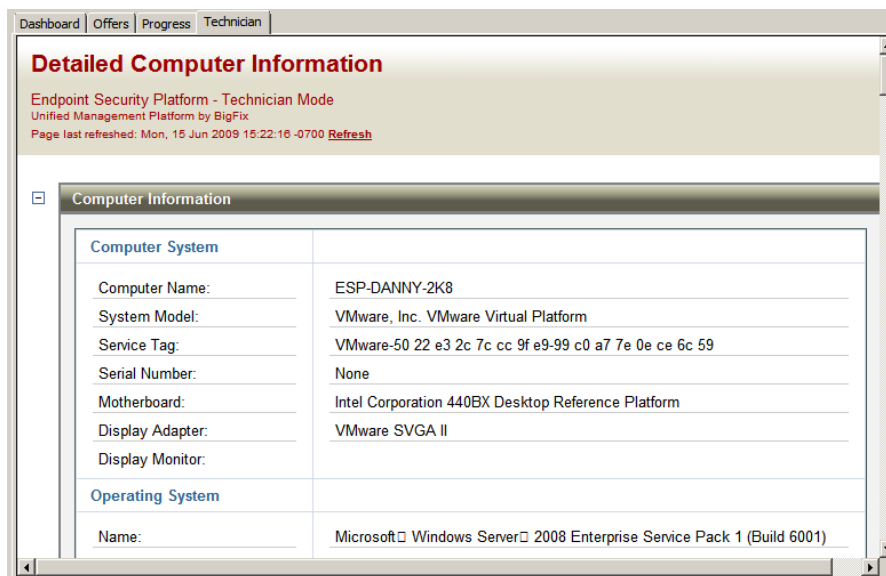 Dashboard Offers Progress Technician
Detailed Computer Information
Endpoint Security Platform - Technician Mode
Unified Management Platform by BigFix
Page last refreshed: Mon, 15 Jun 2009 15:22:16 -0700 Refresh
Computer Information
Computer System
Computer Name: ESP-DANNY-2K8
System Model: VMware, Inc. VMware Virtual Platform
Service Tag: VMware-50 22 e3 2c 7c cc 9f e9-99 c0 a7 7e 0e ce 6c 59
Serial Number: None
Motherboard: Intel Corporation 440BX Desktop Reference Platform
Display Adapter: VMware SVGA II
Display Monitor:
Operating System
Name: Microsoft□ Windows Server□ 2008 Enterprise Service Pack 1 (Build 6001)